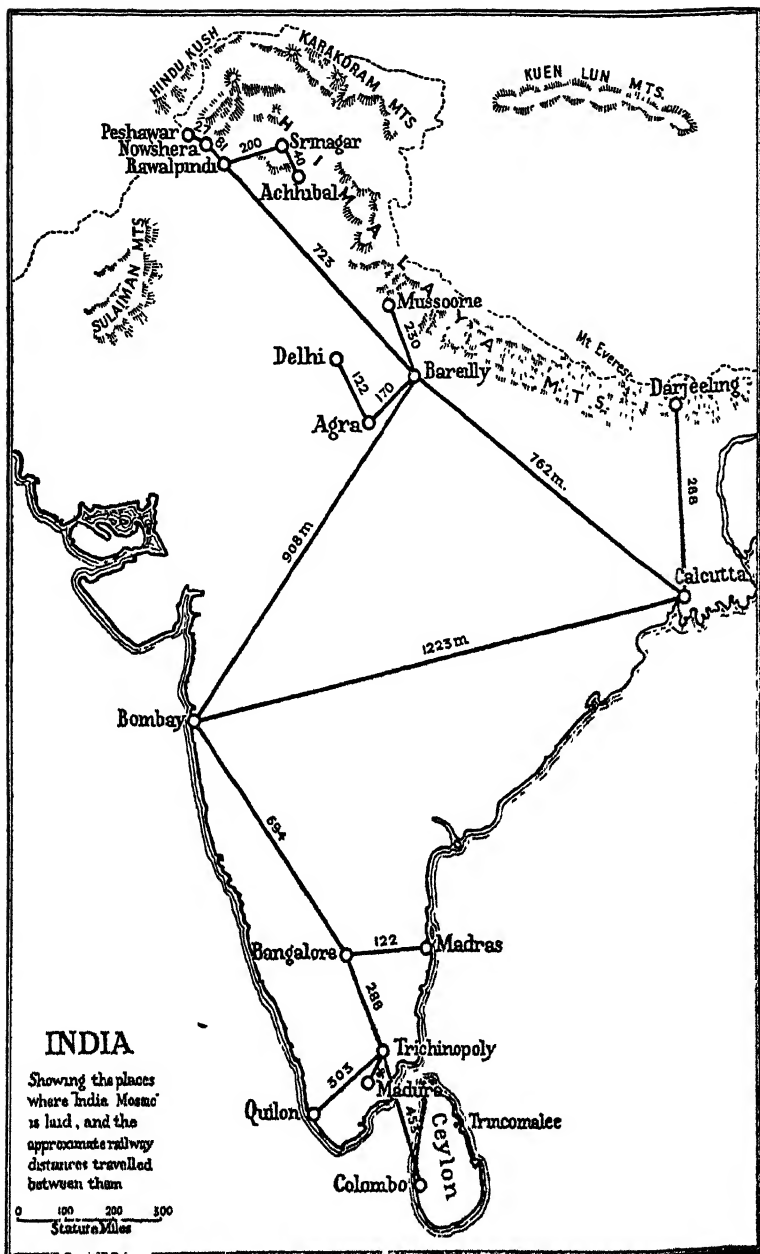 HINDU KUSH
KARAKORAM MTS
KUEN LUN MTS.
Peshawar
27
Nowshera
Rawalpindi
200
Srinagar
40
Achhibal
HIMALAYA MTS.
SULAIMAN MTS
723
Mussoorie
230
Mt Everest
Delhi
122
170
Bareilly
Darjeeling
Agra
762 m.
288
908 m
Calcutta
1223 m
Bombay
694
Bangalore
122
Madras
288
INDIA
Trichinopoly
Showing the places
303
where "India Mosaic"
Madura
is laid, and the
Quilon
Trincomalee
approximate railway
455
Ceylon
distances travelled
between them
Colombo
0 100 200 300
Statute Miles